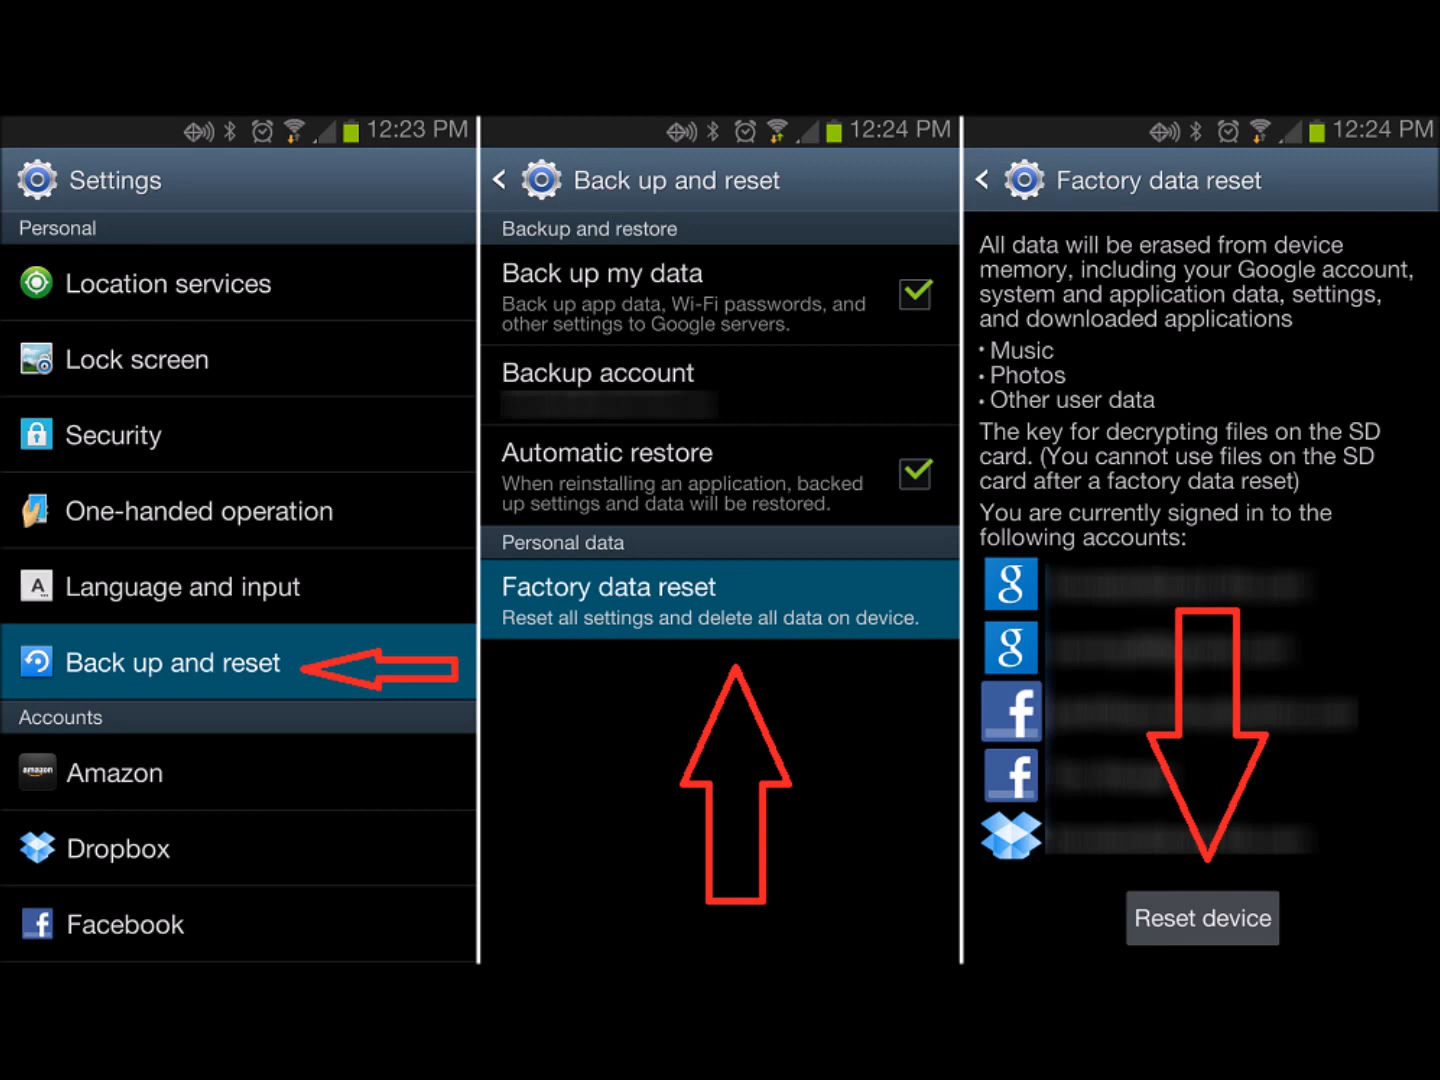 12:23 PM
Settings
Personal
Location services
Lock screen
Security
One-handed operation
A
Language and input
Back up and reset
Accounts
amazon
Amazon
Dropbox
f
Facebook
12:24 PM
Back up and reset
Backup and restore
Back up my data
Back up app data, Wi-Fi passwords, and
other settings to Google servers.
Backup account
Automatic restore
When reinstalling an application, backed
up settings and data will be restored.
Personal data
Factory data reset
Reset all settings and delete all data on device.
12:24 PM
Factory data reset
All data will be erased from device
memory, including your Google account,
system and application data, settings,
and downloaded applications
• Music
• Photos
• Other user data
The key for decrypting files on the SD
card. (You cannot use files on the SD
card after a factory data reset)
You are currently signed in to the
following accounts:
g
g
f
f
Reset device